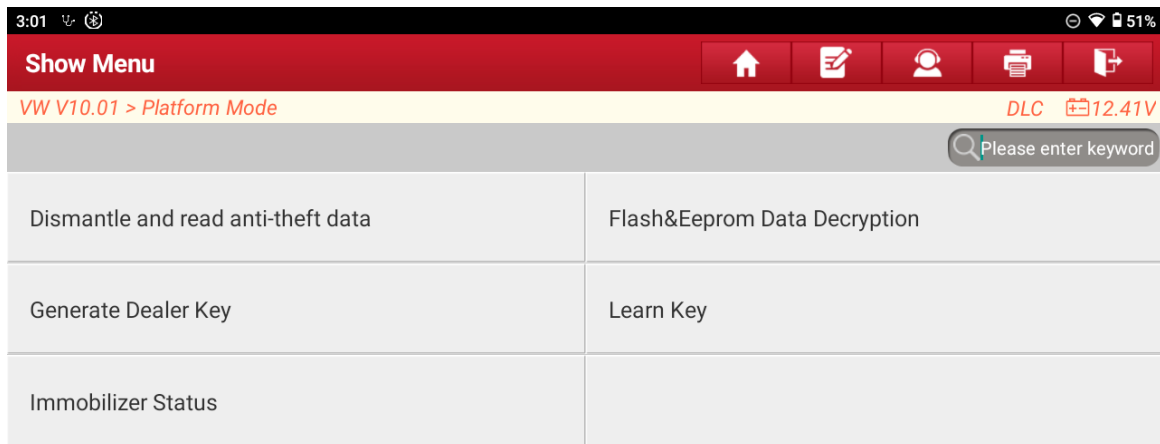 3:01 51%
Show Menu
VW V10.01 > Platform Mode DLC 12.41V
Please enter keyword
Dismantle and read anti-theft data Flash&Eeprom Data Decryption
Generate Dealer Key Learn Key
Immobilizer Status